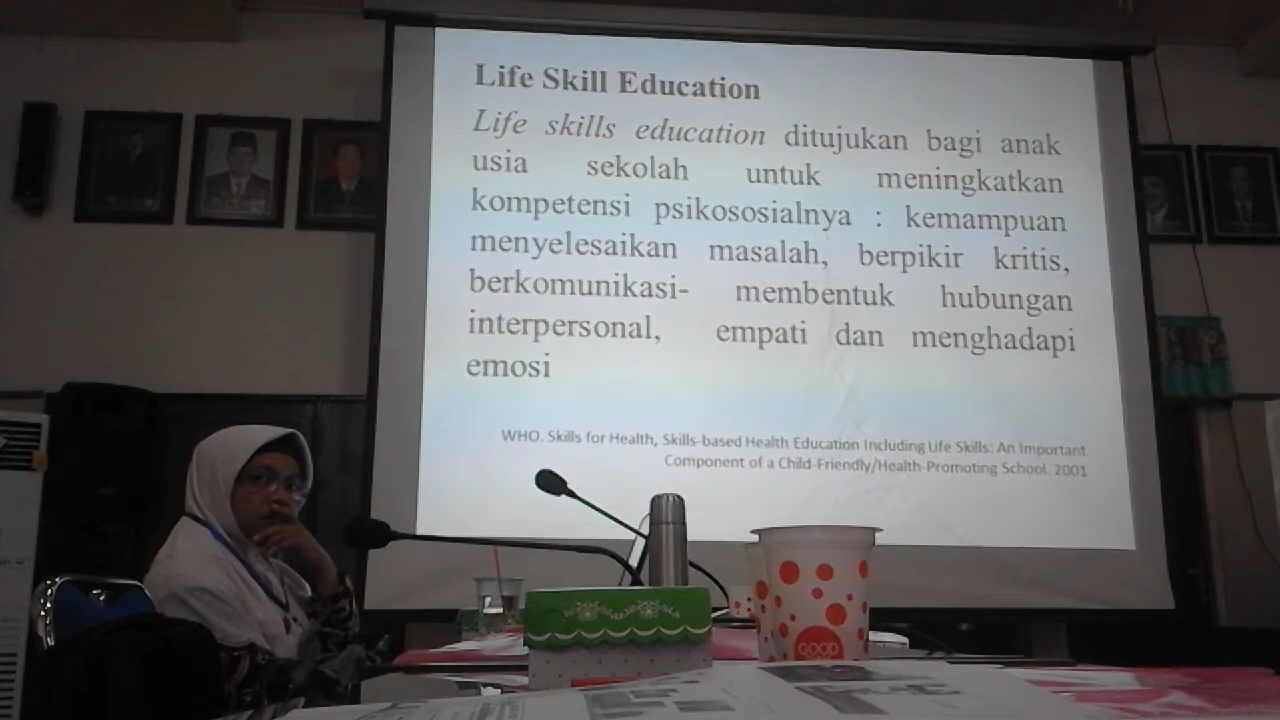 Life Skill Education
Life skills education ditujukan bagi anak
usia sekolah untuk meningkatkan
kompetensi psikososialnya : kemampuan
menyelesaikan masalah, berpikir kritis,
berkomunikasi- membentuk hubungan
interpersonal, empati dan menghadapi
emosi
WHO. Skills for Health, Skills-based Health Education Including Life Skills: An Important
Component of a Child-Friendly/Health-Promoting School. 2001
GOOD